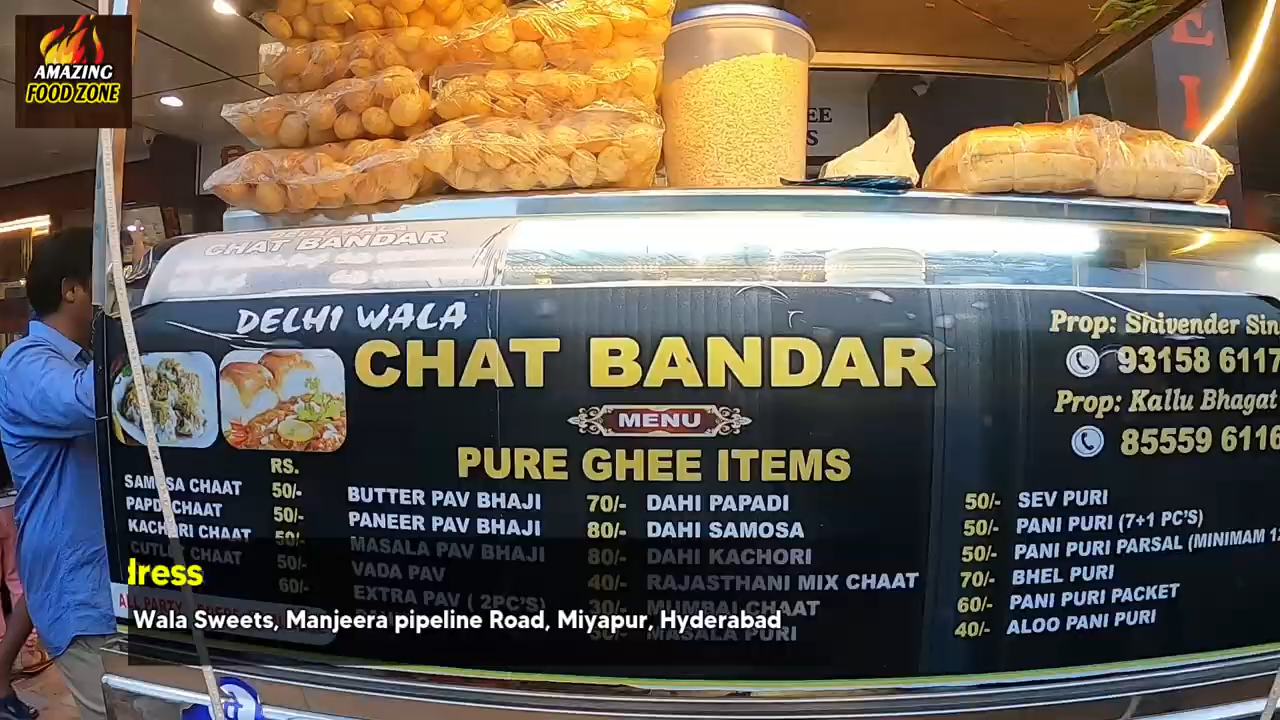 AMAZING
FOOD ZONE
CHAT BANDAR
DELHI WALA
CHAT BANDAR
MENU
PURE GHEE ITEMS
Prop: Shivender Sin
93158 6117
Prop: Kallu Bhagat
85559 6116
RS.
SAMOSA CHAAT 50/-
PAPDI CHAAT 50/-
KACHORI CHAAT 50/-
CUTLET CHAAT 50/-
60/-
BUTTER PAV BHAJI 70/-
PANEER PAV BHAJI 80/-
MASALA PAV BHAJI 80/-
VADA PAV 40/-
EXTRA PAV ( 2PC'S) 30/-
DAHI PAPADI 50/-
DAHI SAMOSA 50/-
DAHI KACHORI 50/-
RAJASTHANI MIX CHAAT 70/-
MUMBAI CHAAT 60/-
MASALA PURI 40/-
SEV PURI
PANI PURI (7+1 PC'S)
PANI PURI PARSAL (MINIMAM 12
BHEL PURI
PANI PURI PACKET
ALOO PANI PURI
dress
Wala Sweets, Manjeera pipeline Road, Miyapur, Hyderabad